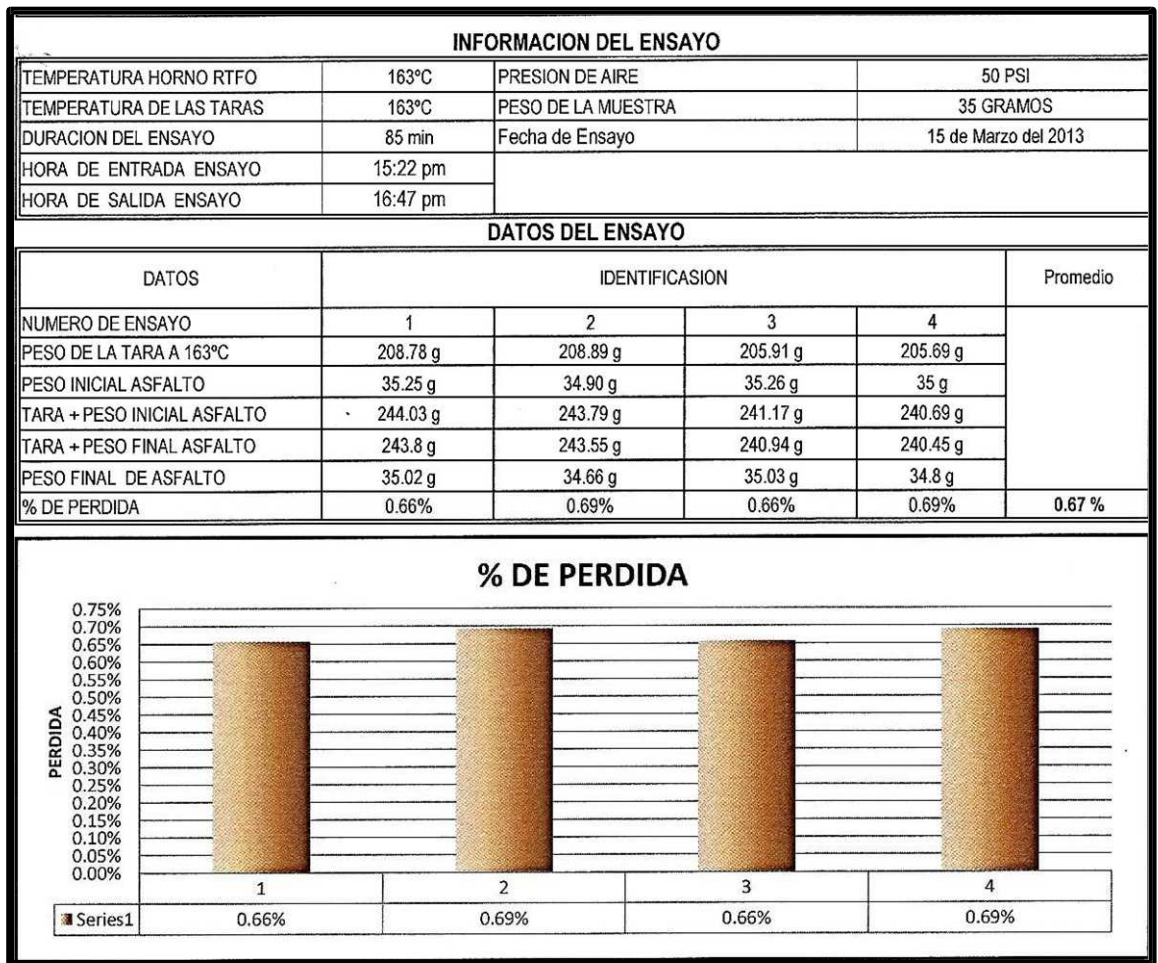 INFORMACION DEL ENSAYO
TEMPERATURA HORNO RTFO 163ºC PRESION DE AIRE 50 PSI
TEMPERATURA DE LAS TARAS 163ºC PESO DE LA MUESTRA 35 GRAMOS
DURACION DEL ENSAYO 85 min Fecha de Ensayo 15 de Marzo del 2013
HORA DE ENTRADA ENSAYO 15:22 pm
HORA DE SALIDA ENSAYO 16:47 pm
DATOS DEL ENSAYO
DATOS IDENTIFICASION Promedio
NUMERO DE ENSAYO 1 2 3 4
PESO DE LA TARA A 163ºC 208.78 g 208.89 g 205.91 g 205.69 g
PESO INICIAL ASFALTO 35.25 g 34.90 g 35.26 g 35 g
TARA + PESO INICIAL ASFALTO 244.03 g 243.79 g 241.17 g 240.69 g
TARA + PESO FINAL ASFALTO 243.8 g 243.55 g 240.94 g 240.45 g
PESO FINAL DE ASFALTO 35.02 g 34.66 g 35.03 g 34.8 g
% DE PERDIDA 0.66% 0.69% 0.66% 0.69% 0.67 %
% DE PERDIDA
PERDIDA
0.75%
0.70%
0.65%
0.60%
0.55%
0.50%
0.45%
0.40%
0.35%
0.30%
0.25%
0.20%
0.15%
0.10%
0.05%
0.00%
1 2 3 4
Series1 0.66% 0.69% 0.66% 0.69%